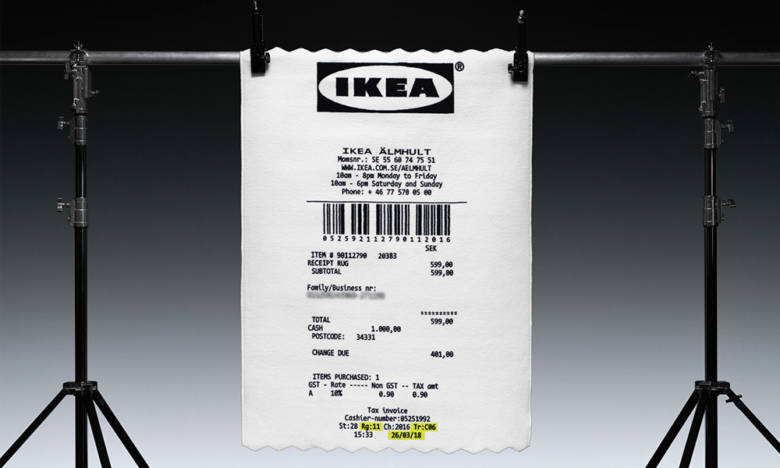 IKEA®
IKEA ÄLMHULT
Momsnr.: SE 55 60 74 75 51
WWW.IKEA.COM.SE/AELMHULT
10am - 8pm Monday to Friday
10am - 6pm Saturday and Sunday
Phone: + 46 77 570 05 00
052592112790112016
SEK
ITEM # 90112790 20383
RECEIPT RUG 599,00
SUBTOTAL 599,00
Family/Business nr:
**********
TOTAL 599,00
CASH 1.000,00
POSTCODE: 34331
CHANGE DUE 401,00
ITEMS PURCHASED: 1
GST - Rate ----- Non GST -- TAX amt
A 10% 0.90 0.90
Tax invoice
Cashier-number:05251992
St:28 Rg:11 Ch:2016 Tr:C06
15:33 26/03/18